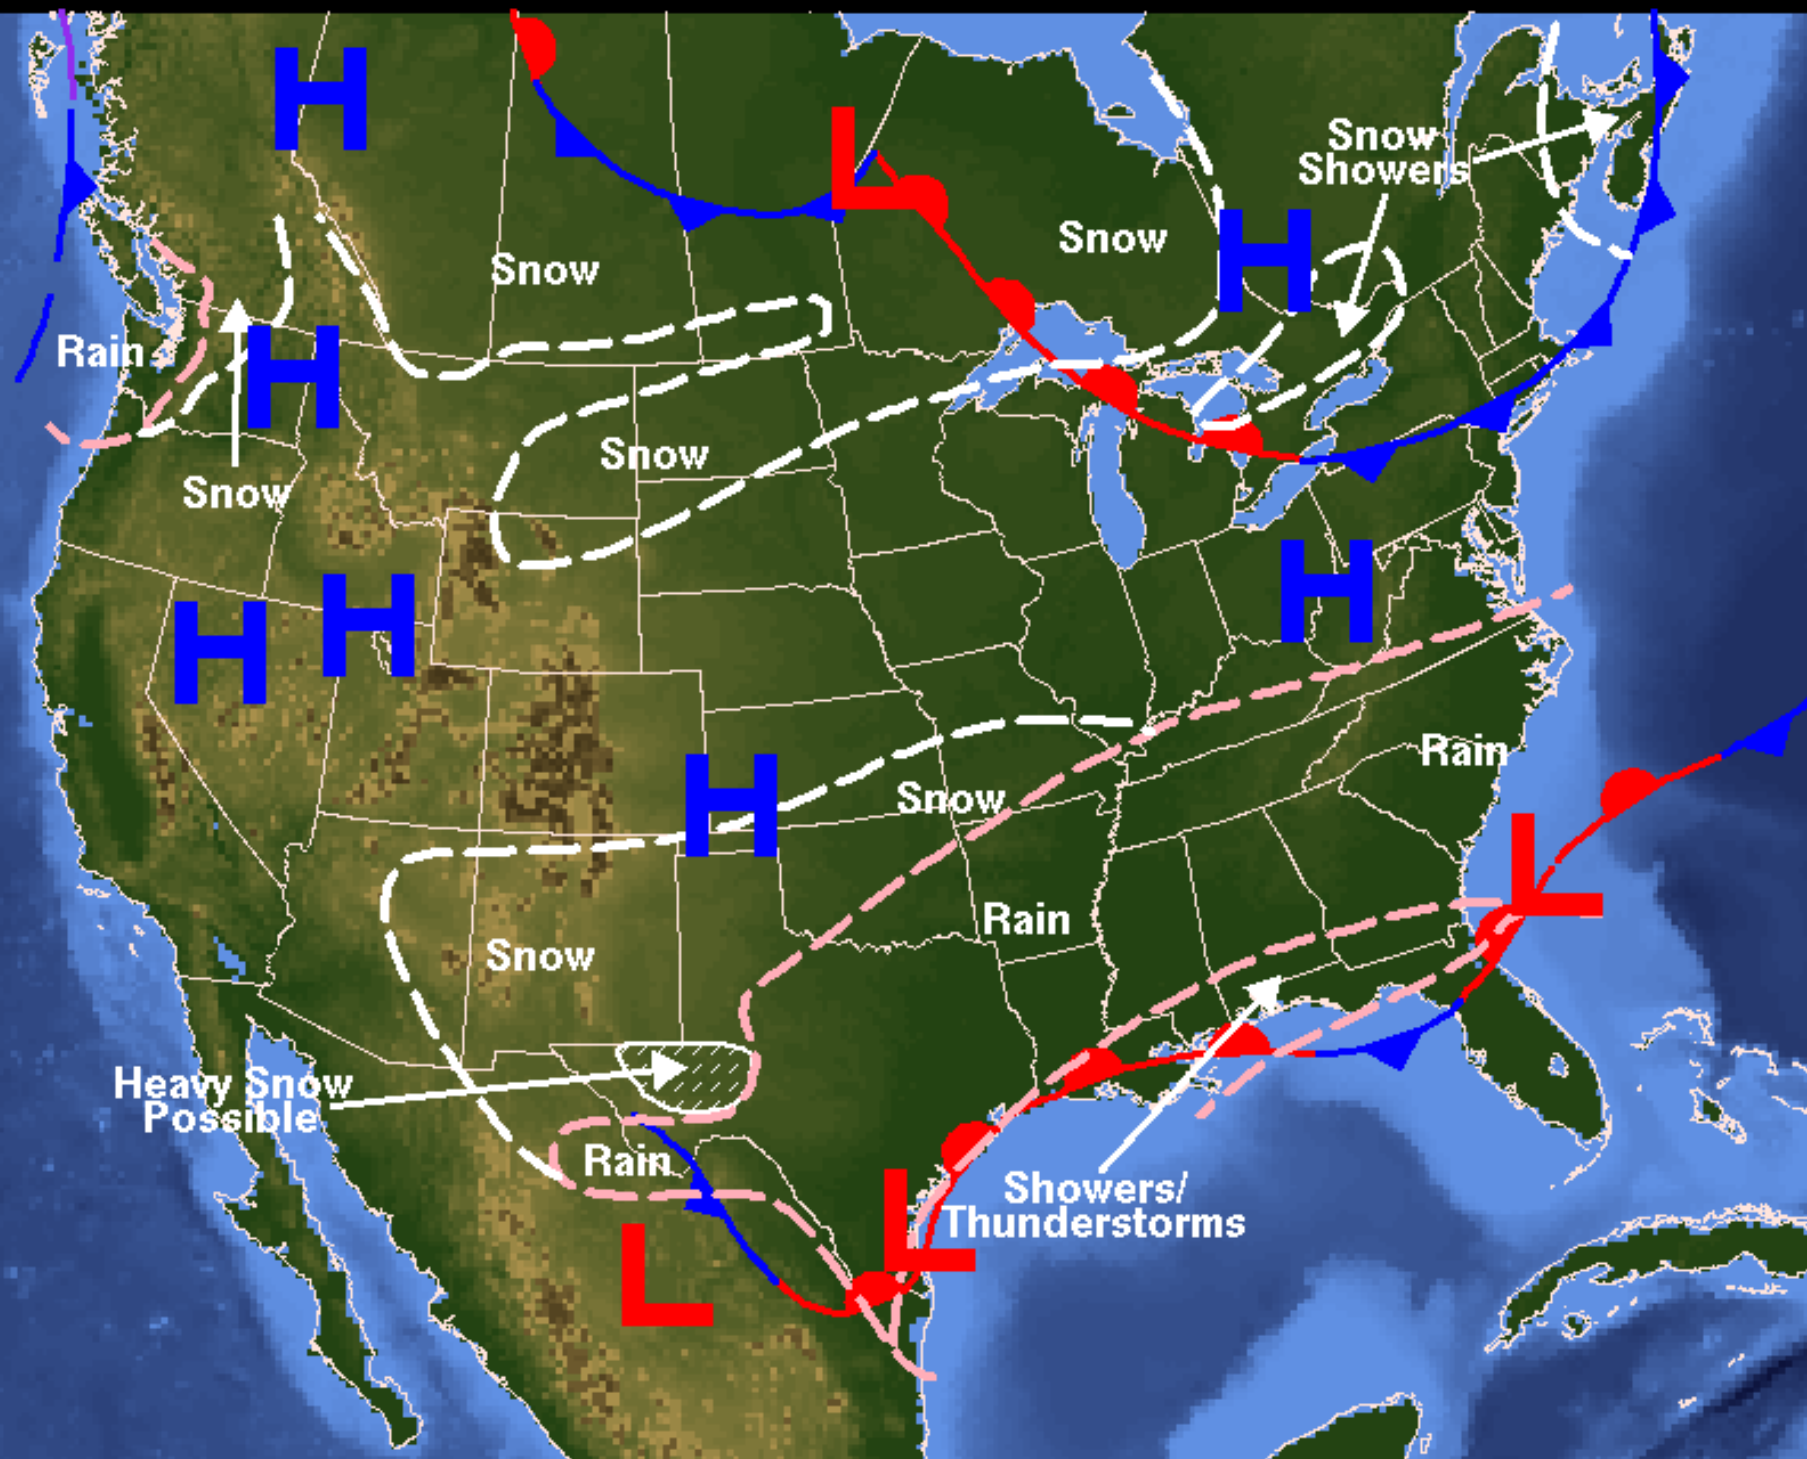 H
L
Snow
Showers
Snow
H
Snow
Rain
H
Snow
Snow
H
H
H
H
Snow
Rain
L
Rain
Snow
Heavy Snow
Possible
Rain
L
Showers/
Thunderstorms
L